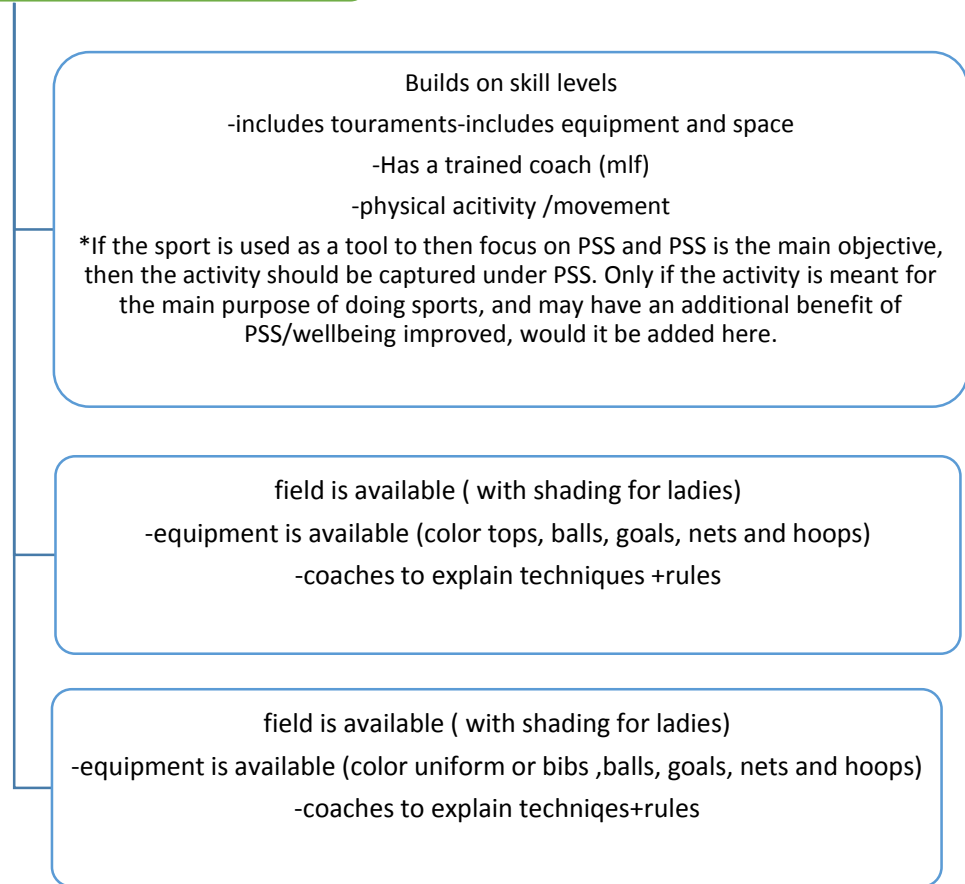 Builds on skill levels
-includes touraments-includes equipment and space
-Has a trained coach (mlf)
-physical acitivity /movement
*If the sport is used as a tool to then focus on PSS and PSS is the main objective,
then the activity should be captured under PSS. Only if the activity is meant for
the main purpose of doing sports, and may have an additional benefit of
PSS/wellbeing improved, would it be added here.
field is available ( with shading for ladies)
-equipment is available (color tops, balls, goals, nets and hoops)
-coaches to explain techniques +rules
field is available ( with shading for ladies)
-equipment is available (color uniform or bibs ,balls, goals, nets and hoops)
-coaches to explain techniqes+rules